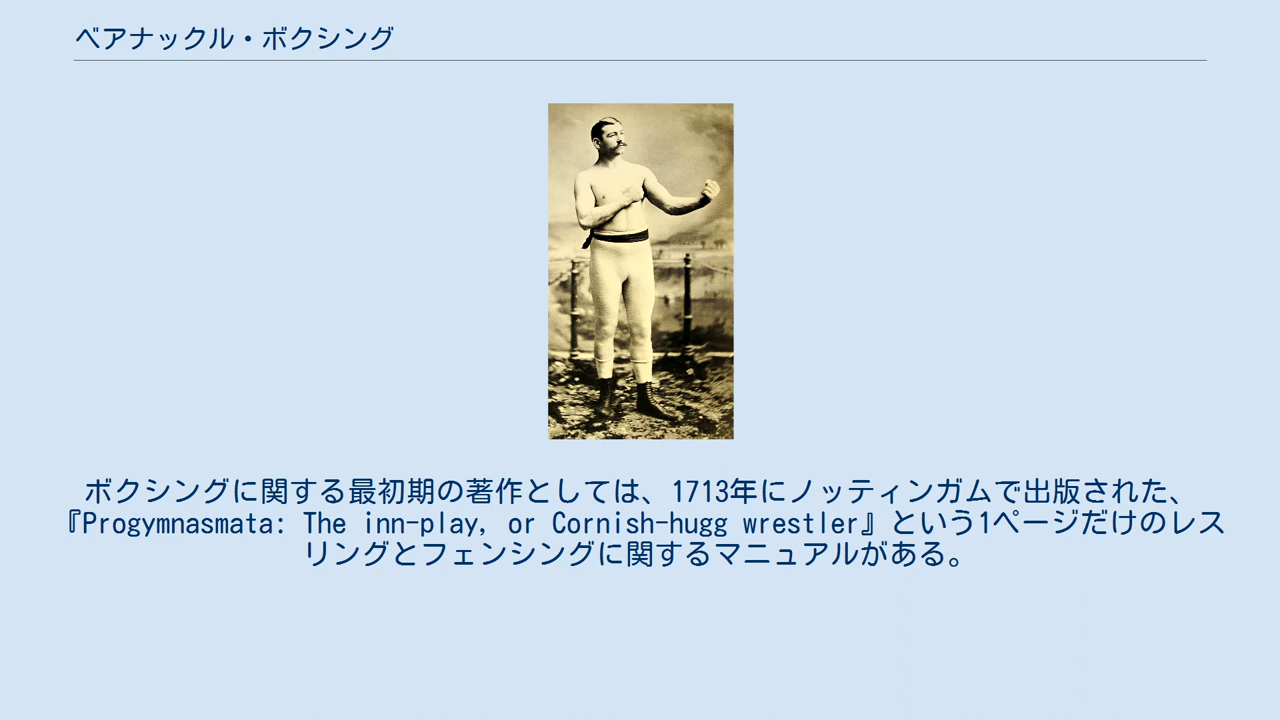 ベアナックル・ボクシング
ボクシングに関する最初期の著作としては、1713年にノッティンガムで出版された、
『Progymnasmata: The inn-play, or Cornish-hugg wrestler』という1ページだけのレス
リングとフェンシングに関するマニュアルがある。